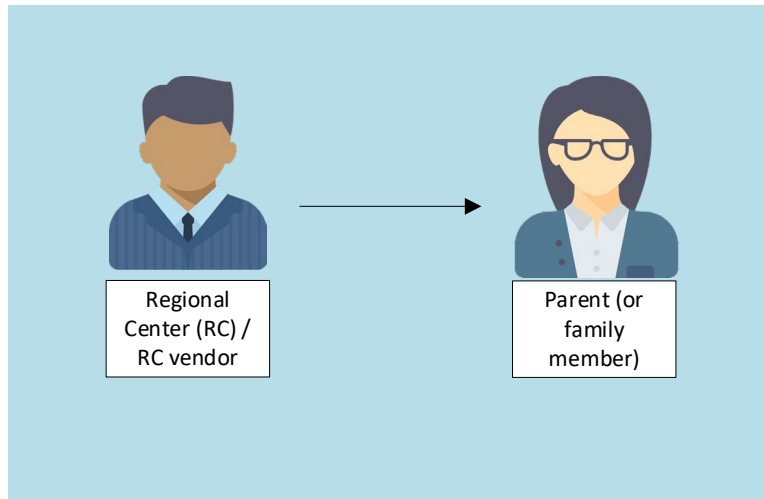 Regional
Center (RC) /
RC vendor
Parent (or
family
member)